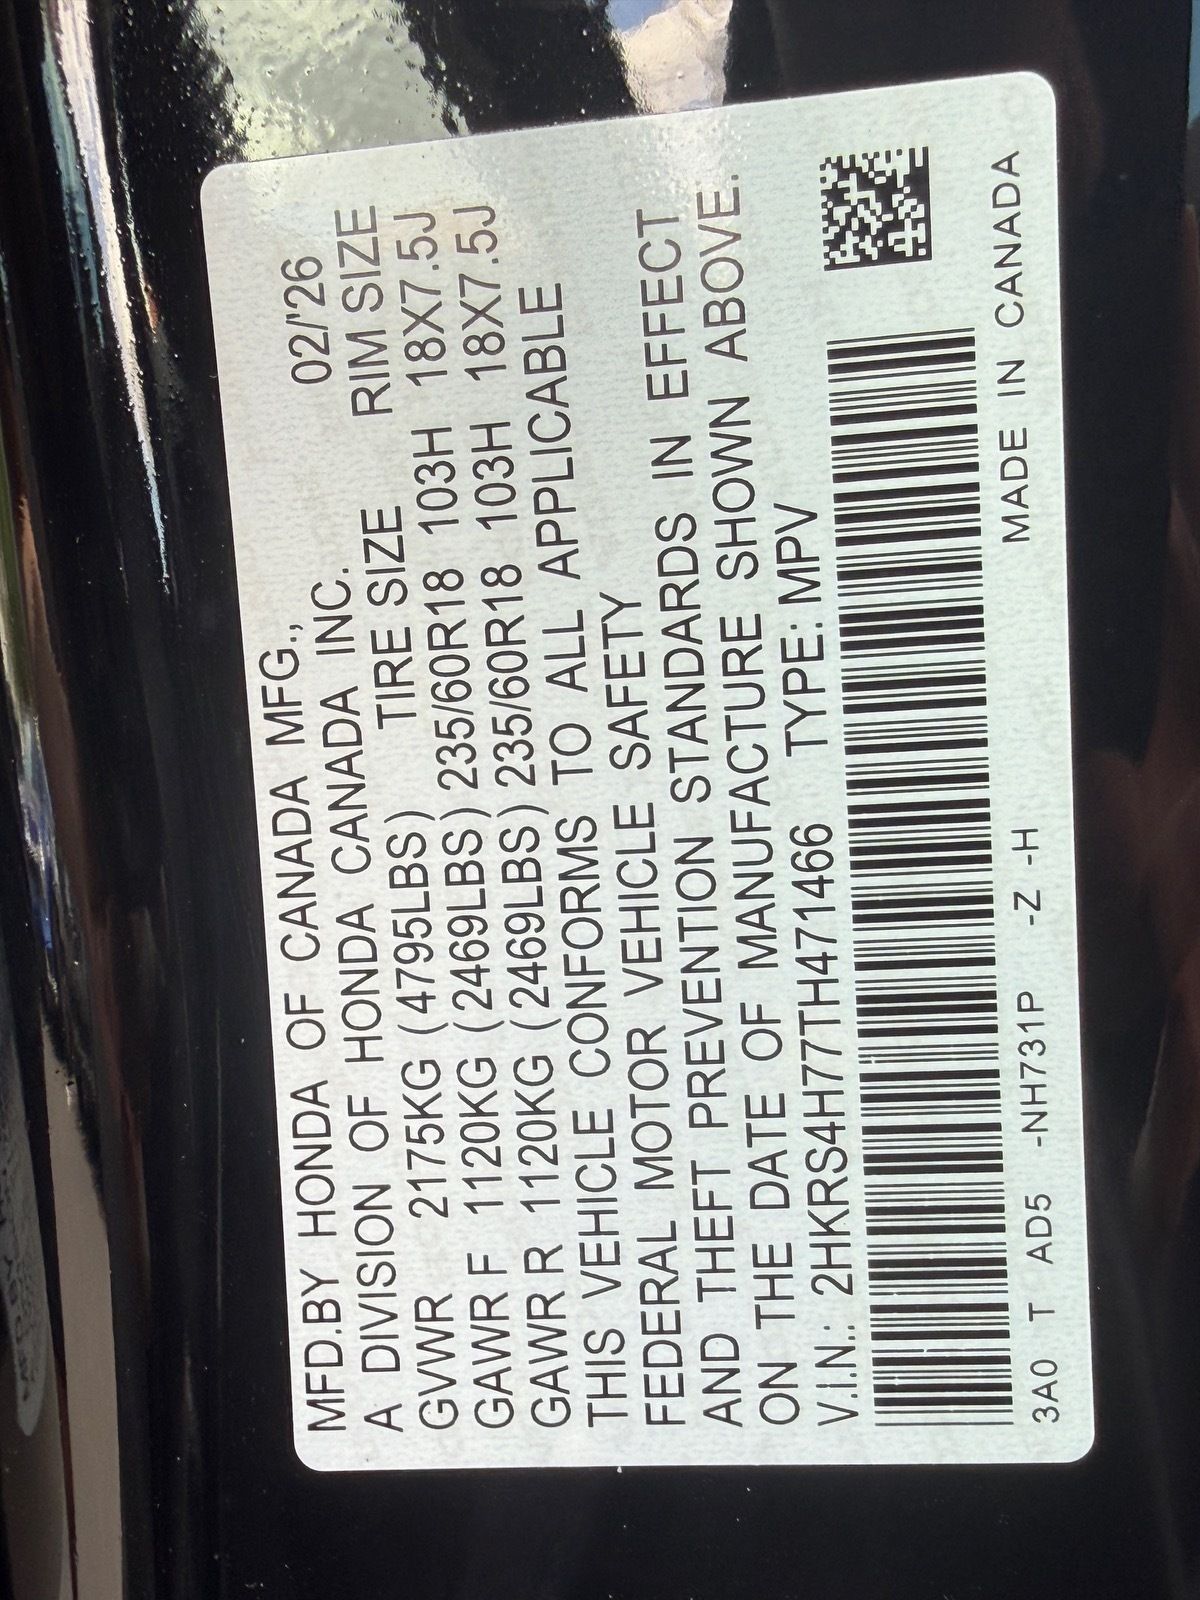 MFD.BY HONDA OF CANADA MFG., 02/'26
A DIVISION OF HONDA CANADA INC.
TIRE SIZE RIM SIZE
GVWR 2175KG (4795LBS)
GAWR F 1120KG (2469LBS) 235/60R18 103H 18X7.5J
GAWR R 1120KG (2469LBS) 235/60R18 103H 18X7.5J
THIS VEHICLE CONFORMS TO ALL APPLICABLE
FEDERAL MOTOR VEHICLE SAFETY
AND THEFT PREVENTION STANDARDS IN EFFECT
ON THE DATE OF MANUFACTURE SHOWN ABOVE.
V.I.N.: 2HKRS4H77TH471466 TYPE: MPV
3A0 T AD5 -NH731P -Z -H MADE IN CANADA